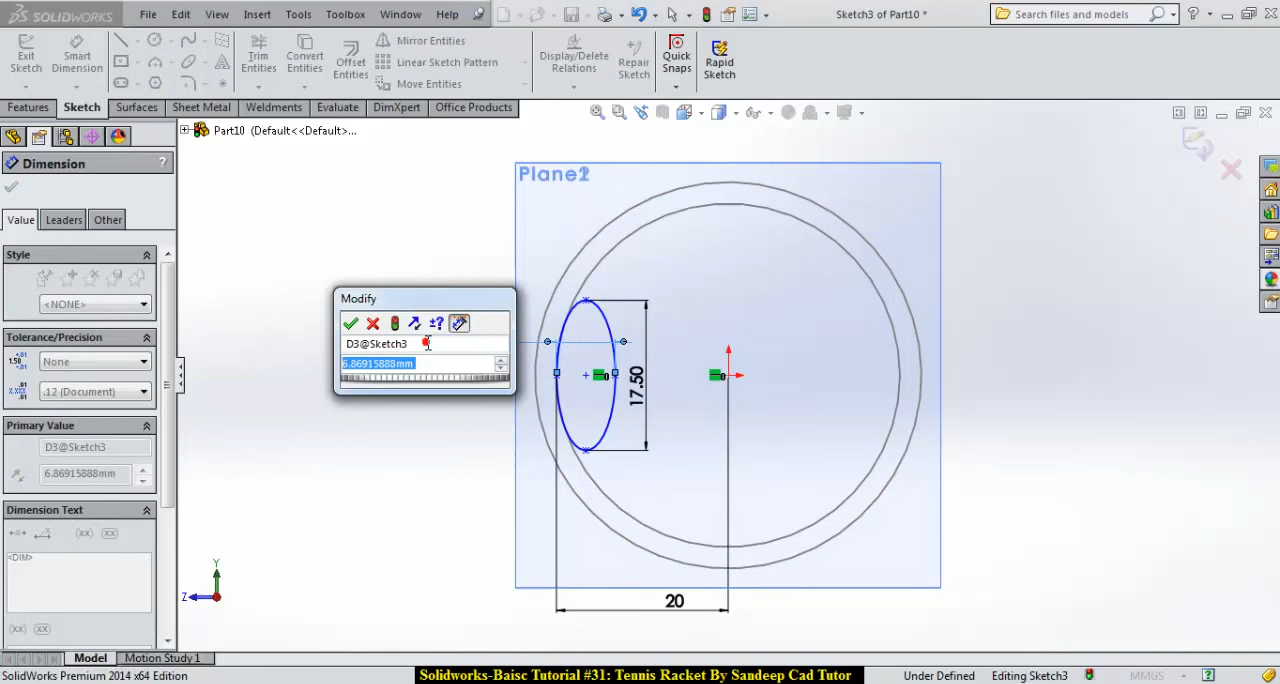 SOLIDWORKS
File Edit View Insert Tools Toolbox Window Help
Sketch3 of Part10 *
Search files and models
Exit Sketch
Smart Dimension
Trim Entities
Convert Entities
Offset Entities
Mirror Entities
Linear Sketch Pattern
Move Entities
Display/Delete Relations
Repair Sketch
Quick Snaps
Rapid Sketch
Features Sketch Surfaces Sheet Metal Weldments Evaluate DimXpert Office Products
Part10 (Default<<Default>...
Dimension ?
Value Leaders Other
Style
<NONE>
Tolerance/Precision
None
.12 (Document)
Primary Value
D3@Sketch3
6.86915888mm
Dimension Text
<DIM>
(xx) (xx)
Modify
D3@Sketch3
6.86915888mm
17.50
20
Y
Z
Model Motion Study 1
SolidWorks Premium 2014 x64 Edition
Solidworks-Baisc Tutorial #31: Tennis Racket By Sandeep Cad Tutor
Under Defined Editing Sketch3 MMGS